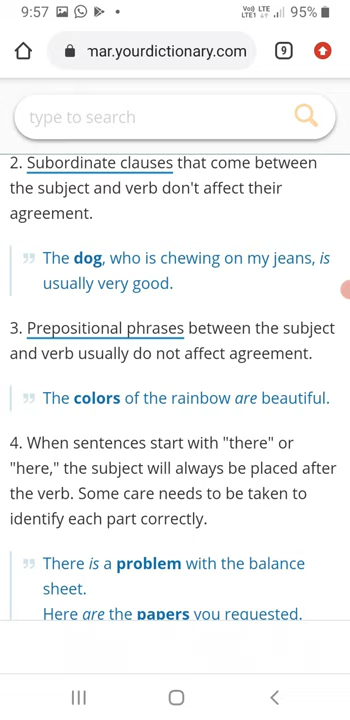 9:57
Vo)) LTE
LTE1
95%
nar.yourdictionary.com
9
type to search
2. Subordinate clauses that come between
the subject and verb don't affect their
agreement.
The dog, who is chewing on my jeans, is
usually very good.
3. Prepositional phrases between the subject
and verb usually do not affect agreement.
The colors of the rainbow are beautiful.
4. When sentences start with "there" or
"here," the subject will always be placed after
the verb. Some care needs to be taken to
identify each part correctly.
There is a problem with the balance
sheet.
Here are the papers you requested.